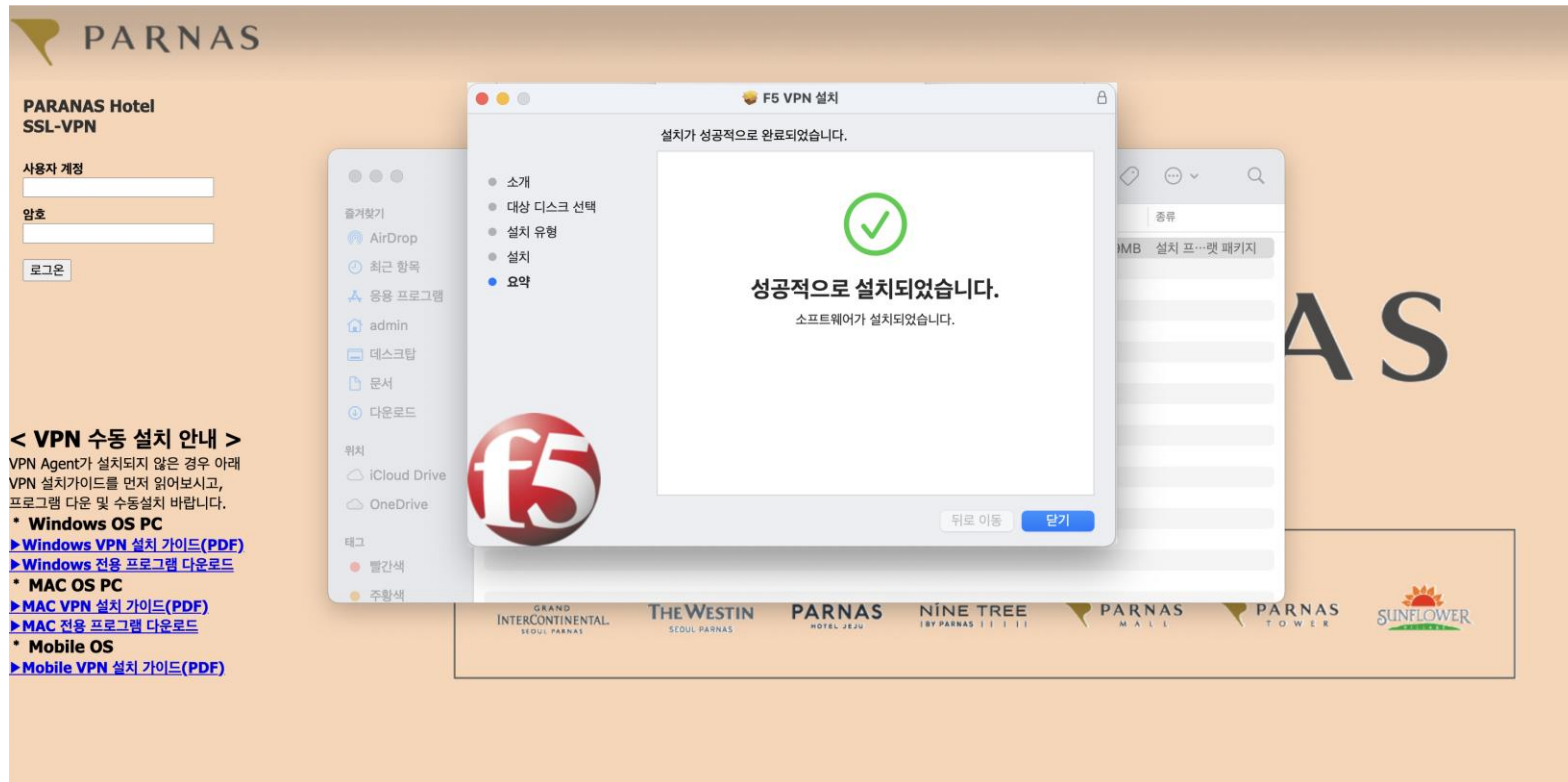 PARNAS
PARANAS Hotel
SSL-VPN
사용자 계정
암호
로그온
< VPN 수동 설치 안내 >
VPN Agent가 설치되지 않은 경우 아래
VPN 설치가이드를 먼저 읽어보시고,
프로그램 다운 및 수동설치 바랍니다.
* Windows OS PC
▶Windows VPN 설치 가이드(PDF)
▶Windows 전용 프로그램 다운로드
* MAC OS PC
▶MAC VPN 설치 가이드(PDF)
▶MAC 전용 프로그램 다운로드
* Mobile OS
▶Mobile VPN 설치 가이드(PDF)
즐겨찾기
AirDrop
최근 항목
응용 프로그램
admin
데스크탑
문서
다운로드
위치
iCloud Drive
OneDrive
태그
빨간색
주황색
F5 VPN 설치
설치가 성공적으로 완료되었습니다.
소개
대상 디스크 선택
설치 유형
설치
요약
성공적으로 설치되었습니다.
소프트웨어가 설치되었습니다.
뒤로 이동
닫기
f5
종류
MB 설치 프…랫 패키지
AS
GRAND
INTERCONTINENTAL
SEOUL PARNAS
THE WESTIN
SEOUL PARNAS
PARNAS
HOTEL JEJU
NINE TREE
BY PARNAS
PARNAS
MALL
PARNAS
TOWER
SUNFLOWER